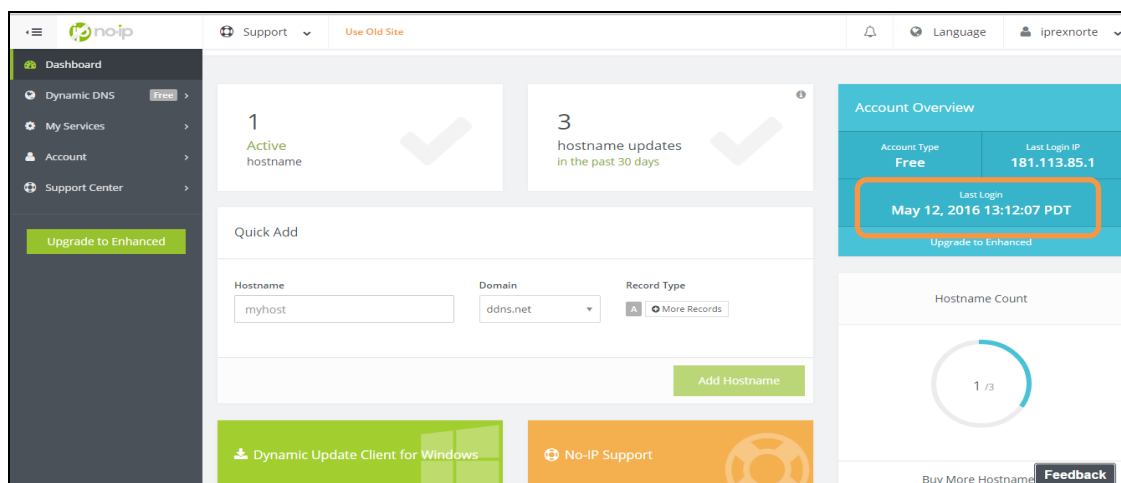 no-ip
Support
Use Old Site
Language
iprexnorte
Dashboard
Dynamic DNS Free
My Services
Account
Support Center
Upgrade to Enhanced
1
Active
hostname
3
hostname updates
in the past 30 days
Account Overview
Account Type
Free
Last Login IP
181.113.85.1
Last Login
May 12, 2016 13:12:07 PDT
Upgrade to Enhanced
Quick Add
Hostname
myhost
Domain
ddns.net
Record Type
A More Records
Add Hostname
Hostname Count
1 /3
Dynamic Update Client for Windows
No-IP Support
Buy More Hostname
Feedback